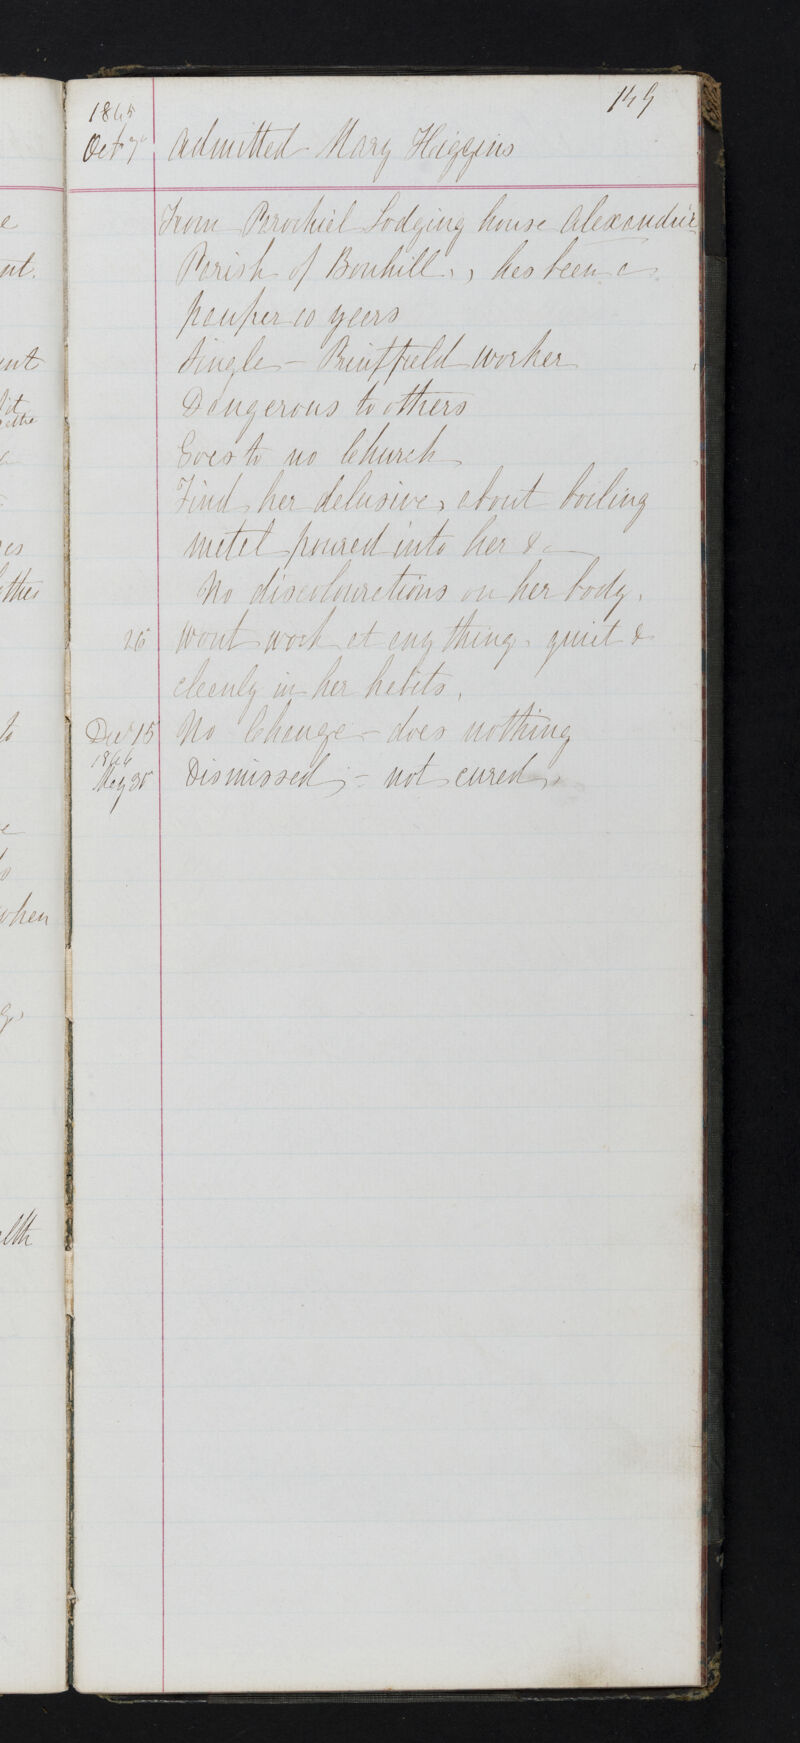 149
1865
Oct 7 Admitted Mary Higgins
From Parochial Lodging house Alexandria
Parish of Bonhill, has been a
pauper 10 years
Single - Printfield worker
Dangerous to others
Goes to no Church
Find her delusive, about boiling
metal poured into her &
No discolourations on her body.
26 wont work at any thing, quiet &
cleanly in her habits.
Dec 15 No Change - does nothing
1866
May 30 Dismissed - not cured